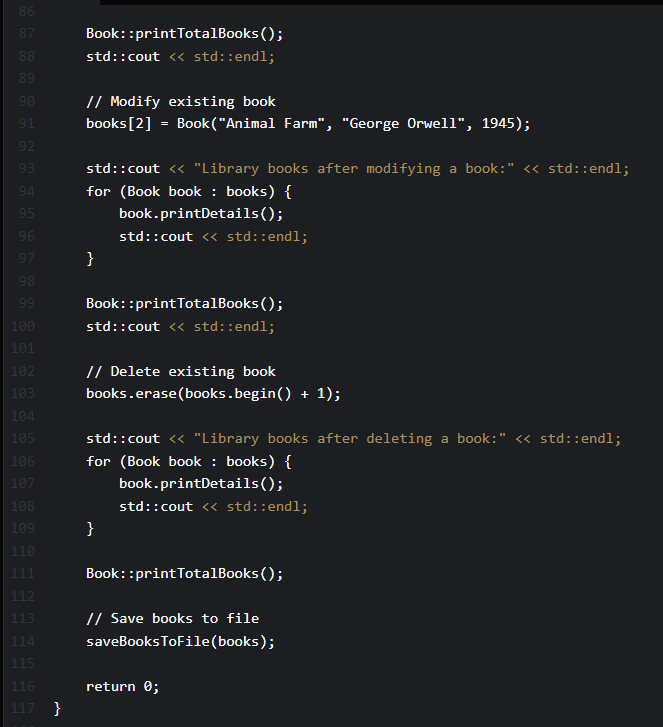 86
87 Book::printTotalBooks();
88 std::cout << std::endl;
89
90 // Modify existing book
91 books[2] = Book("Animal Farm", "George Orwell", 1945);
92
93 std::cout << "Library books after modifying a book:" << std::endl;
94 for (Book book : books) {
95 book.printDetails();
96 std::cout << std::endl;
97 }
98
99 Book::printTotalBooks();
100 std::cout << std::endl;
101
102 // Delete existing book
103 books.erase(books.begin() + 1);
104
105 std::cout << "Library books after deleting a book:" << std::endl;
106 for (Book book : books) {
107 book.printDetails();
108 std::cout << std::endl;
109 }
110
111 Book::printTotalBooks();
112
113 // Save books to file
114 saveBooksToFile(books);
115
116 return 0;
117 }